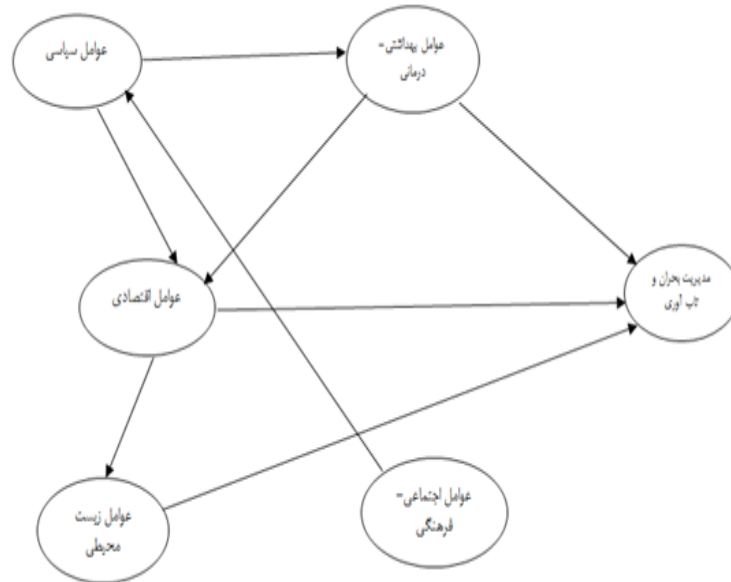 عوامل سیاسی
عوامل بهداشتی-
درمانی
مدیریت بحران و
تاب آوری
عوامل اقتصادی
عوامل زیست
محیطی
عوامل اجتماعی-
فرهنگی